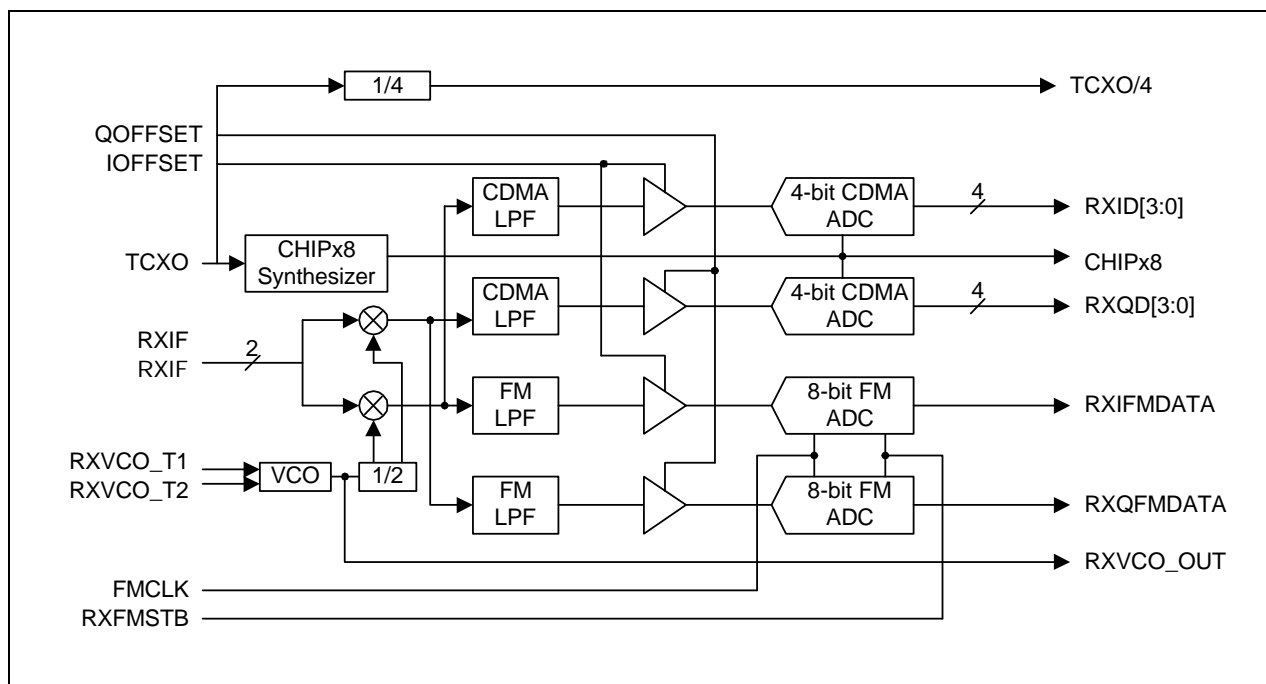 1/4
TCXO/4
QOFFSET
IOFFSET
CDMA
LPF
4-bit CDMA
ADC
4
RXID[3:0]
TCXO
CHIPx8
Synthesizer
CHIPx8
CDMA
LPF
4-bit CDMA
ADC
4
RXQD[3:0]
RXIF
RXIF
2
FM
LPF
8-bit FM
ADC
RXIFMDATA
RXVCO_T1
RXVCO_T2
VCO
1/2
FM
LPF
8-bit FM
ADC
RXQFMDATA
RXVCO_OUT
FMCLK
RXFMSTB